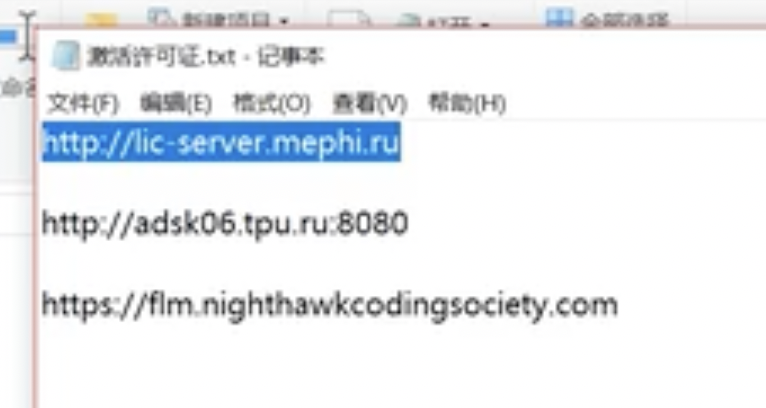 新建项目
打开
全部选择
激活许可证.txt - 记事本
文件(F) 编辑(E) 格式(O) 查看(V) 帮助(H)
http://lic-server.mephi.ru
http://adsk06.tpu.ru:8080
https://flm.nighthawkcodingsociety.com